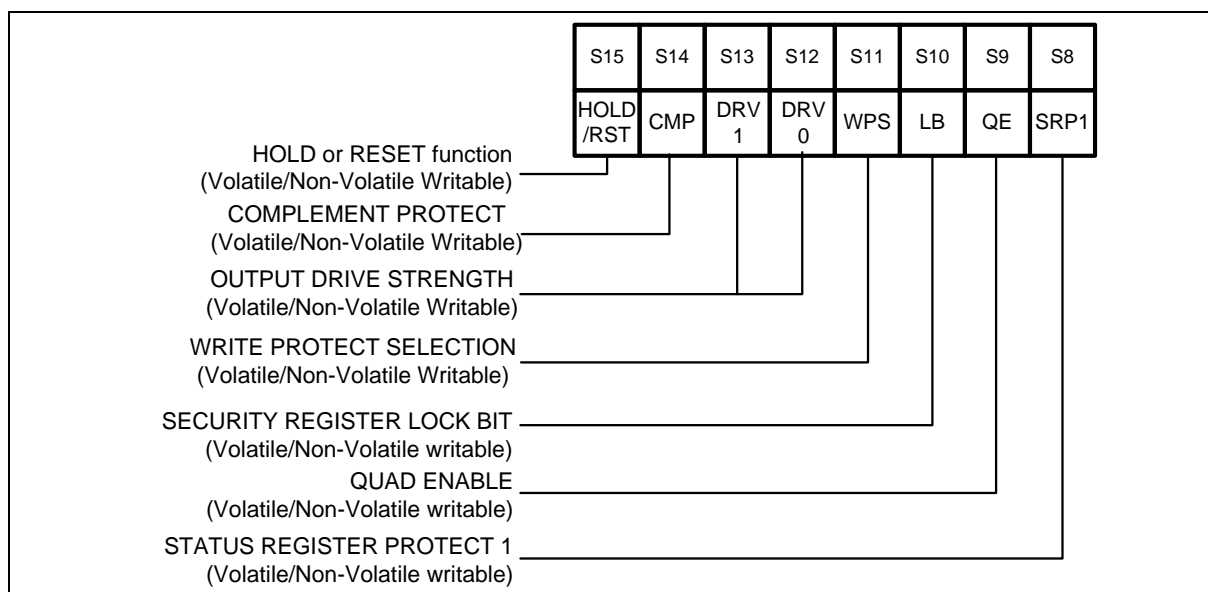 S15 S14 S13 S12 S11 S10 S9 S8
HOLD /RST CMP DRV 1 DRV 0 WPS LB QE SRP1
HOLD or RESET function
(Volatile/Non-Volatile Writable)
COMPLEMENT PROTECT
(Volatile/Non-Volatile Writable)
OUTPUT DRIVE STRENGTH
(Volatile/Non-Volatile Writable)
WRITE PROTECT SELECTION
(Volatile/Non-Volatile Writable)
SECURITY REGISTER LOCK BIT
(Volatile/Non-Volatile writable)
QUAD ENABLE
(Volatile/Non-Volatile writable)
STATUS REGISTER PROTECT 1
(Volatile/Non-Volatile writable)